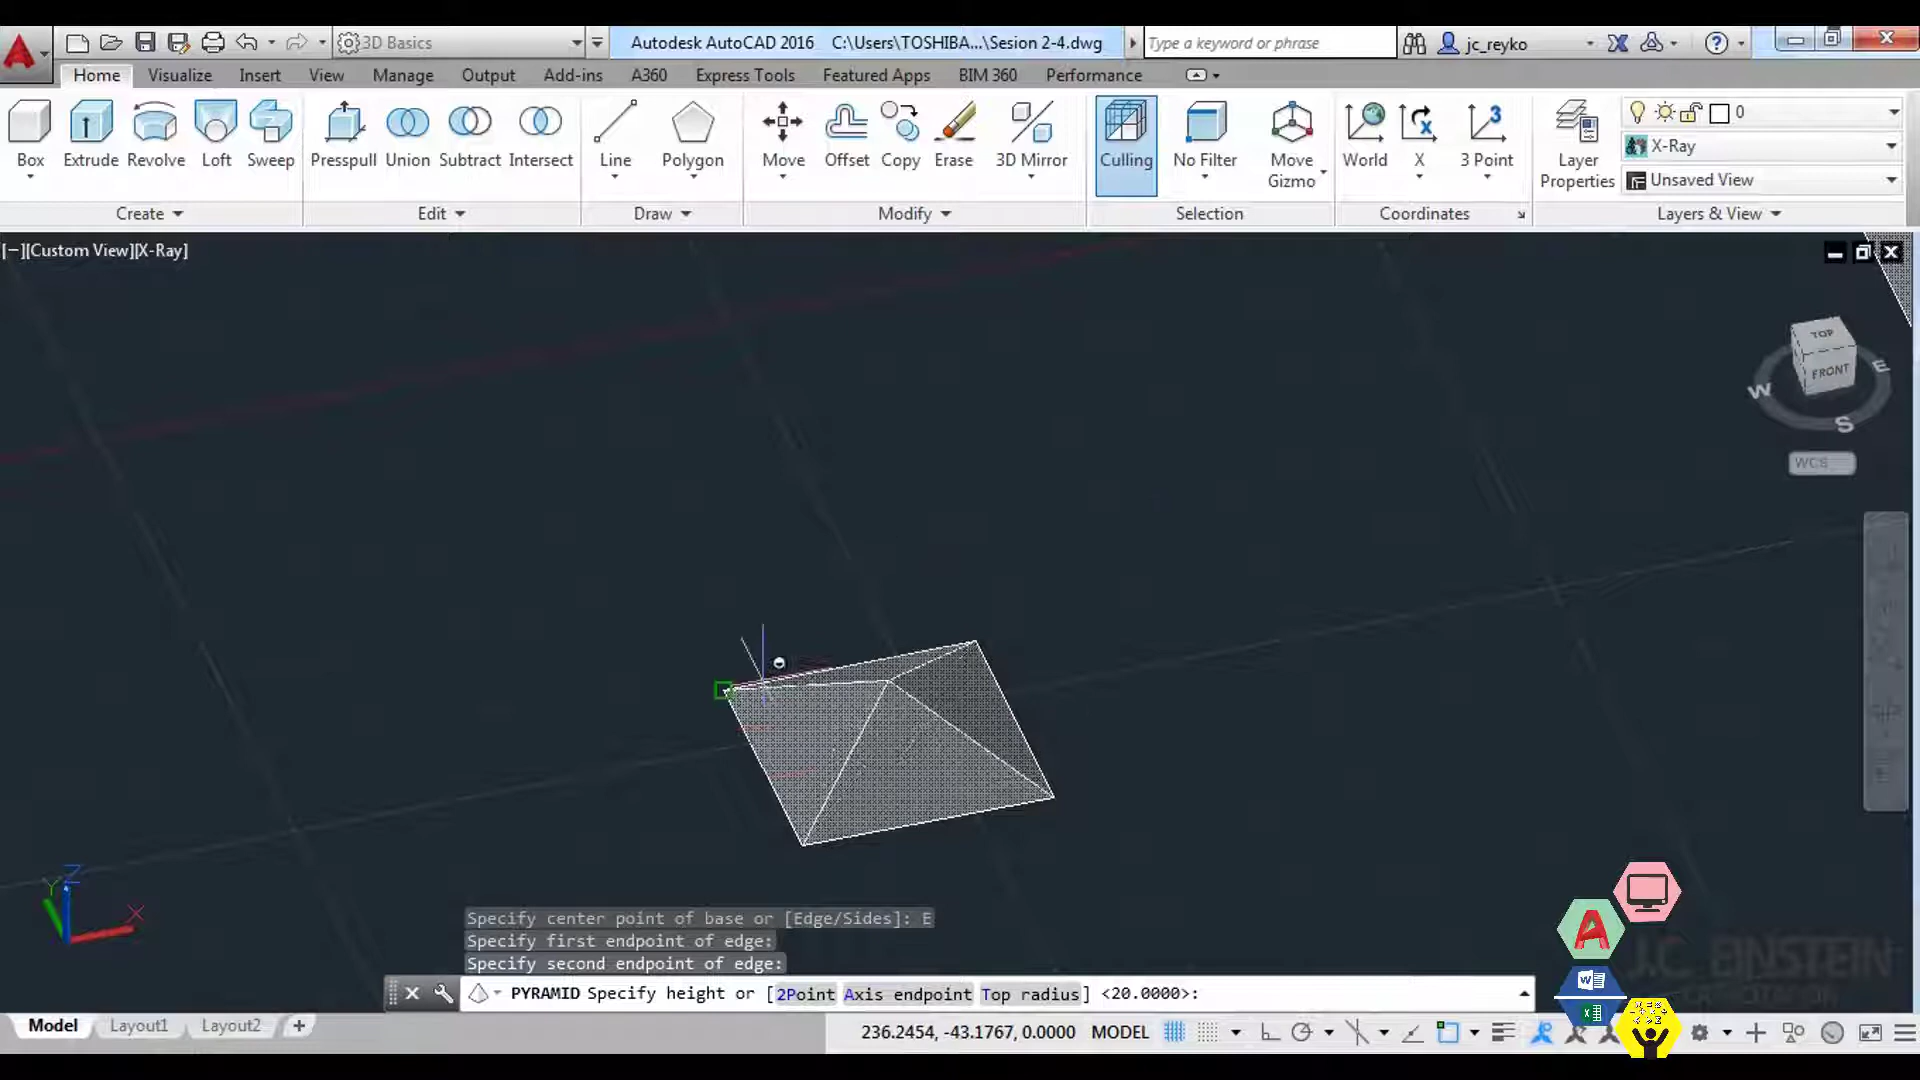 3D Basics
Autodesk AutoCAD 2016 C:\Users\TOSHIBA...\Sesion 2-4.dwg
Type a keyword or phrase
jc_reyko
Home Visualize Insert View Manage Output Add-ins A360 Express Tools Featured Apps BIM 360 Performance
Box Extrude Revolve Loft Sweep Presspull Union Subtract Intersect Line Polygon Move Offset Copy Erase 3D Mirror Culling No Filter Move Gizmo World X 3 Point Layer Properties
0
X-Ray
Unsaved View
Create Edit Draw Modify Selection Coordinates Layers & View
[−][Custom View][X-Ray]
TOP
FRONT
W
E
S
WCS
Z
Y
X
Specify center point of base or [Edge/Sides]: E
Specify first endpoint of edge:
Specify second endpoint of edge:
PYRAMID Specify height or [2Point Axis endpoint Top radius] <20.0000>:
J.C. EINSTEIN
Model Layout1 Layout2 +
236.2454, -43.1767, 0.0000 MODEL